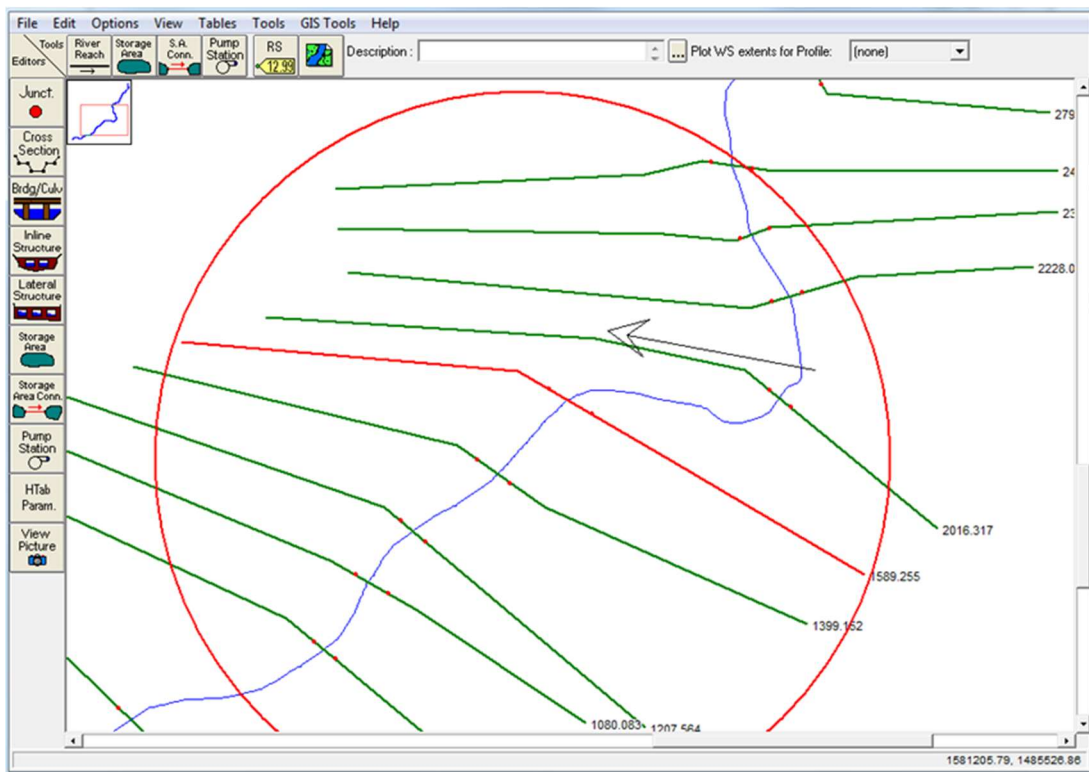 File Edit Options View Tables Tools GIS Tools Help
Tools
Editors
River
Reach
Storage
Area
S.A.
Conn.
Pump
Station
RS
12.99
Description :
...
Plot WS extents for Profile:
(none)
Junct.
Cross
Section
Brdg/Culv
Inline
Structure
Lateral
Structure
Storage
Area
Storage
Area Conn.
Pump
Station
HTab
Param.
View
Picture
279
24
23
2228.0
2016.317
1589.255
1399.162
1080.083
1207.564
1581205.79, 1485526.86